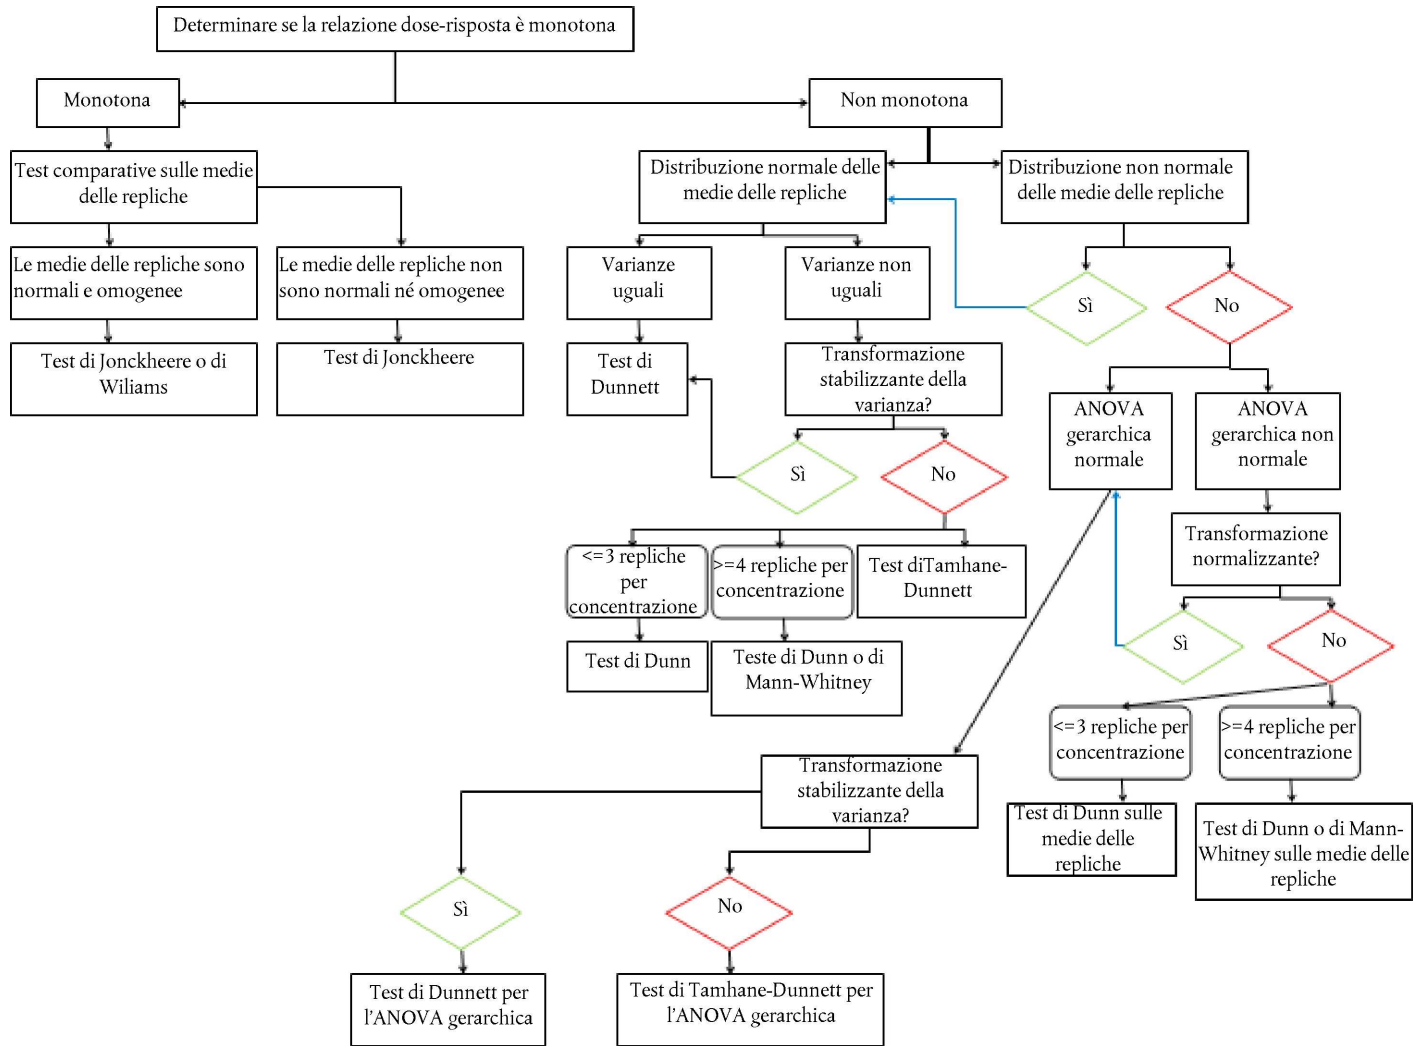 Determinare se la relazione dose-risposta è monotona
Monotona
Non monotona
Test comparative sulle medie
delle repliche
Distribuzione normale delle
medie delle repliche
Distribuzione non normale
delle medie delle repliche
Le medie delle repliche sono
normali e omogenee
Le medie delle repliche non
sono normali né omogenee
Varianze
uguali
Varianze non
uguali
Sì
No
Test di Jonckheere o di
Wiliams
Test di Jonckheere
Test di
Dunnett
Transformazione
stabilizzante della
varianza?
ANOVA
gerarchica
normale
ANOVA
gerarchica non
normale
Sì
No
Transformazione
normalizzante?
<=3 repliche
per
concentrazione
>=4 repliche per
concentrazione
Test diTamhane-
Dunnett
Sì
No
Test di Dunn
Teste di Dunn o di
Mann-Whitney
<=3 repliche per
concentrazione
>=4 repliche per
concentrazione
Transformazione
stabilizzante della
varianza?
Test di Dunn sulle
medie delle
repliche
Test di Dunn o di Mann-
Whitney sulle medie delle
repliche
Sì
No
Test di Dunnett per
l'ANOVA gerarchica
Test di Tamhane-Dunnett per
l'ANOVA gerarchica